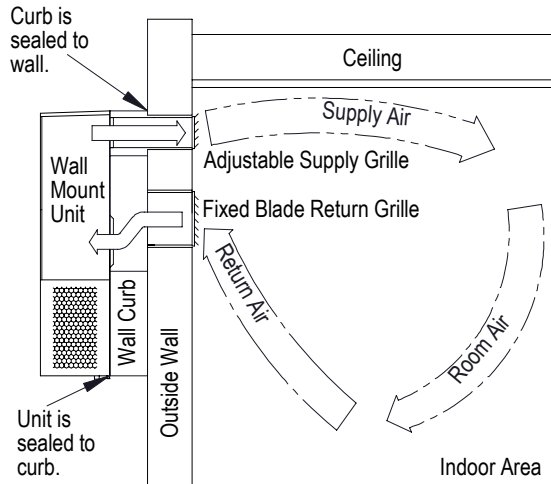 Curb is
sealed to
wall.
Ceiling
Supply Air
Adjustable Supply Grille
Wall
Mount
Unit
Fixed Blade Return Grille
Return Air
Room Air
Wall Curb
Outside Wall
Unit is
sealed to
curb.
Indoor Area